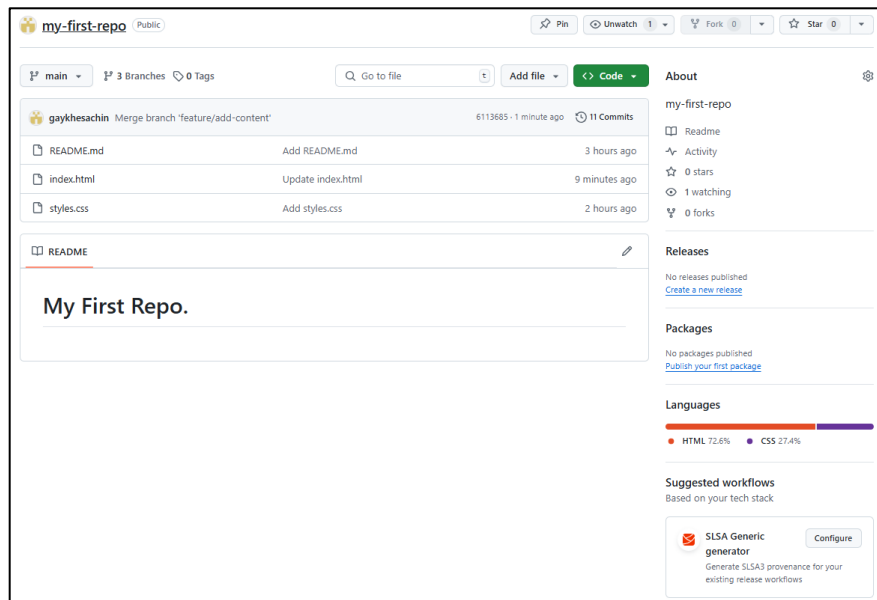 my-first-repo Public Pin Unwatch 1 Fork 0 Star 0
main 3 Branches 0 Tags Go to file t Add file <> Code
gaykhesachin Merge branch 'feature/add-content' 6113685 · 1 minute ago 11 Commits
README.md Add README.md 3 hours ago
index.html Update index.html 9 minutes ago
styles.css Add styles.css 2 hours ago
README
My First Repo.
About
my-first-repo
Readme
Activity
0 stars
1 watching
0 forks
Releases
No releases published
Create a new release
Packages
No packages published
Publish your first package
Languages
HTML 72.6% CSS 27.4%
Suggested workflows
Based on your tech stack
SLSA Generic
generator
Configure
Generate SLSA3 provenance for your
existing release workflows